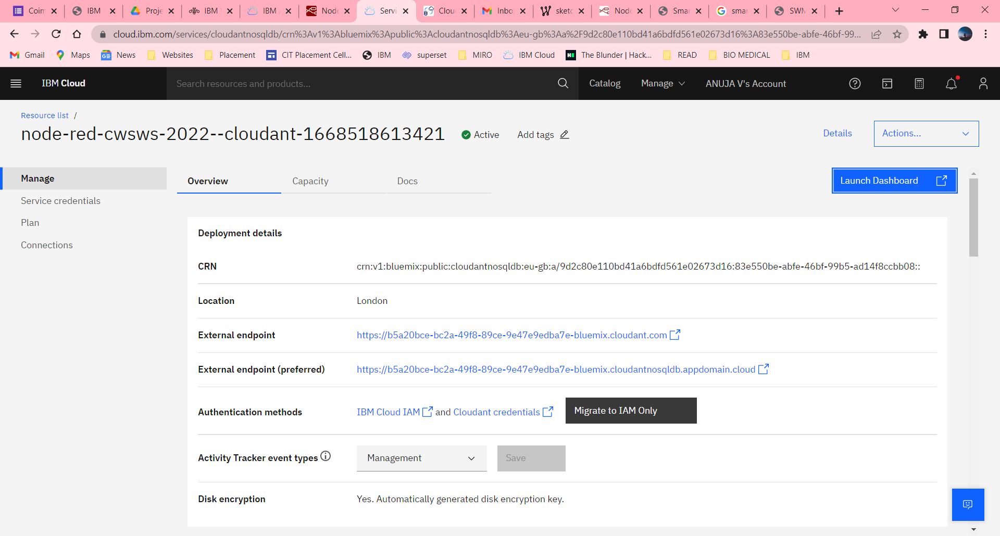 Coim
IBM
Proje
IBM
IBM
Node
Servi
Clou
Inbo
sketc
Node
Smar
smar
SWM
cloud.ibm.com/services/cloudantnosqldb/crn%3Av1%3Abluemix%3Apublic%3Acloudantnosqldb%3Aeu-gb%3Aa%2F9d2c80e110bd41a6bdfd561e02673d16%3A83e550be-abfe-46bf-99...
Gmail
Maps
News
Websites
Placement
CIT Placement Cell...
IBM
superset
MIRO
IBM Cloud
The Blunder | Hack...
READ
BIO MEDICAL
IBM
IBM Cloud
Search resources and products...
Catalog
Manage
ANUJA V's Account
Resource list /
node-red-cwsws-2022--cloudant-1668518613421
Active
Add tags
Details
Actions...
Manage
Service credentials
Plan
Connections
Overview
Capacity
Docs
Launch Dashboard
Deployment details
CRN
crn:v1:bluemix:public:cloudantnosqldb:eu-gb:a/9d2c80e110bd41a6bdfd561e02673d16:83e550be-abfe-46bf-99b5-ad14f8ccbb08::
Location
London
External endpoint
https://b5a20bce-bc2a-49f8-89ce-9e47e9edba7e-bluemix.cloudant.com
External endpoint (preferred)
https://b5a20bce-bc2a-49f8-89ce-9e47e9edba7e-bluemix.cloudantnosqldb.appdomain.cloud
Authentication methods
IBM Cloud IAM and Cloudant credentials
Migrate to IAM Only
Activity Tracker event types
Management
Save
Disk encryption
Yes. Automatically generated disk encryption key.